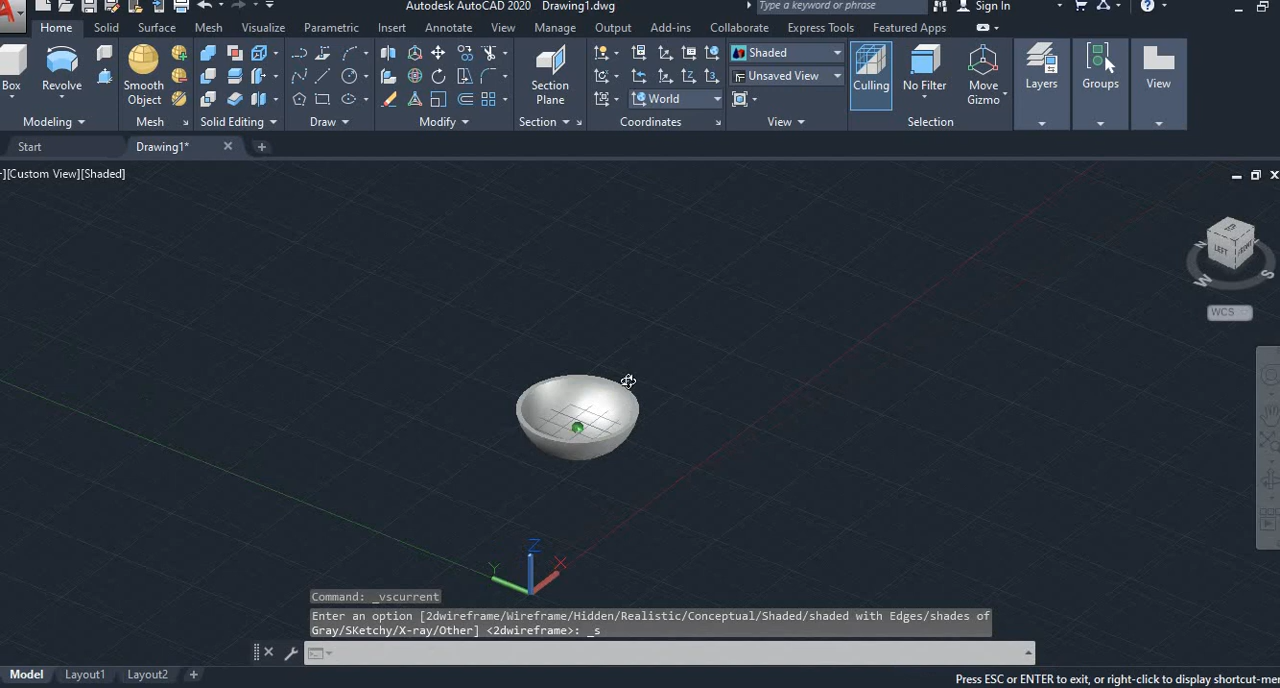 Autodesk AutoCAD 2020 Drawing1.dwg Type a keyword or phrase Sign In
Home Solid Surface Mesh Visualize Parametric Insert Annotate View Manage Output Add-ins Collaborate Express Tools Featured Apps
Box
Revolve
Smooth
Object
Section
Plane
World
Shaded
Unsaved View
Culling
No Filter
Move
Gizmo
Layers
Groups
View
Modeling Mesh Solid Editing Draw Modify Section Coordinates View Selection
Start Drawing1*
][Custom View][Shaded]
N
LEFT
W
S
WCS
Z
Y
X
Command: _vscurrent
Enter an option [2dwireframe/Wireframe/Hidden/Realistic/Conceptual/Shaded/shaded with Edges/shades of
Gray/SKetchy/X-ray/Other] <2dwireframe>: _s
Model Layout1 Layout2
Press ESC or ENTER to exit, or right-click to display shortcut-me